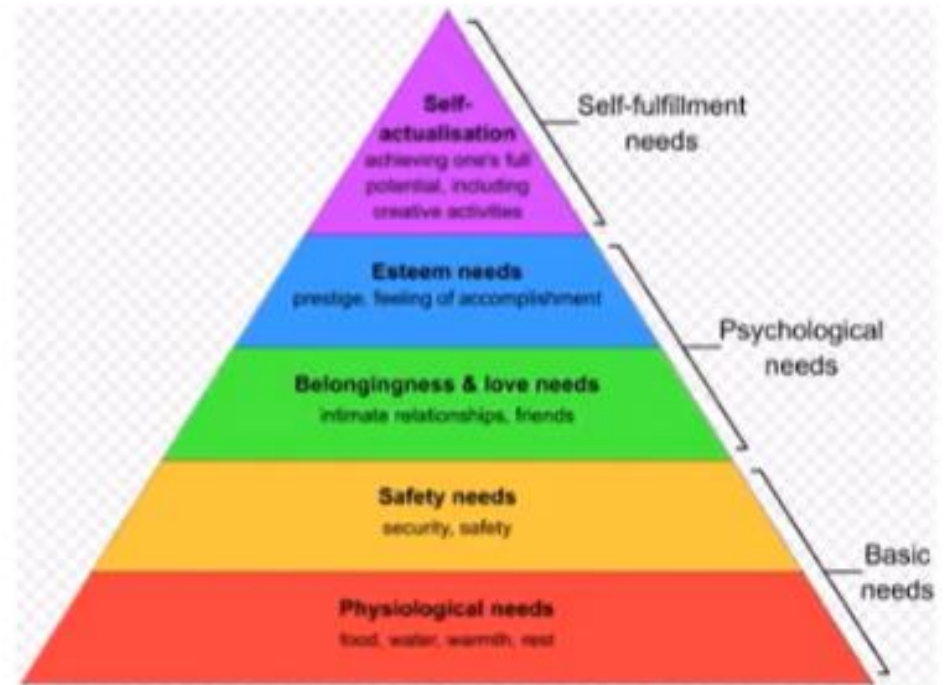 Self-
actualisation
achieving one's full
potential, including
creative activities
Self-fulfillment
needs
Esteem needs
prestige, feeling of accomplishment
Psychological
needs
Belongingness & love needs
intimate relationships, friends
Safety needs
security, safety
Basic
needs
Physiological needs
food, water, warmth, rest